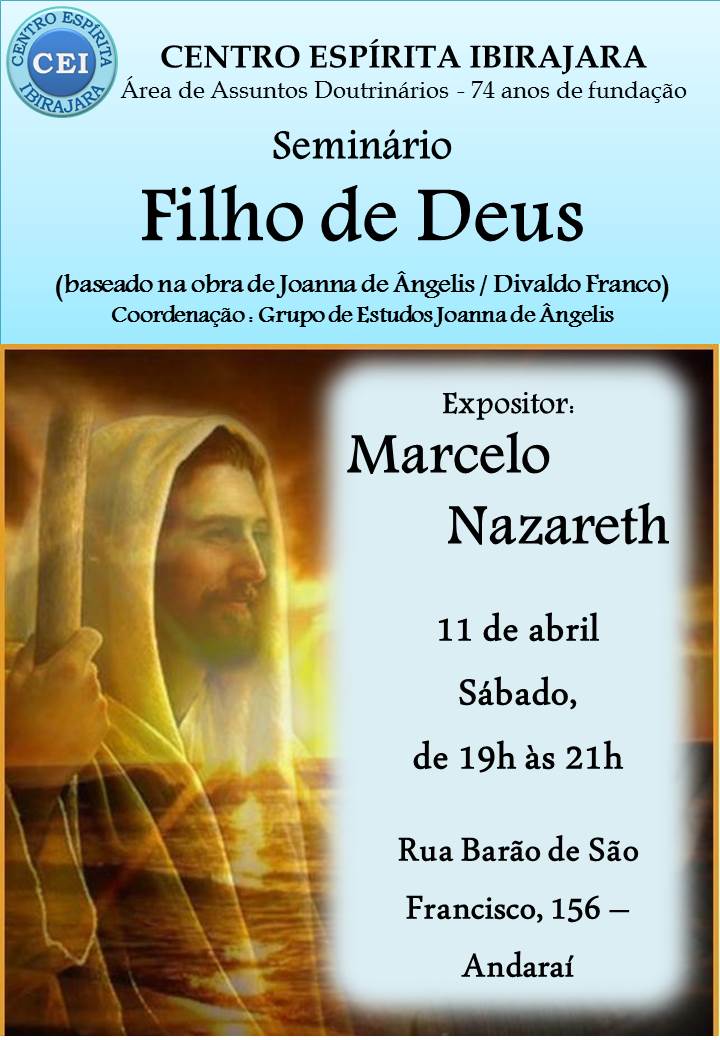 CENTRO ESPÍRITA
CEI
IBIRAJARA
CENTRO ESPÍRITA IBIRAJARA
Área de Assuntos Doutrinários - 74 anos de fundação
Seminário
Filho de Deus
(baseado na obra de Joanna de Ângelis / Divaldo Franco)
Coordenação : Grupo de Estudos Joanna de Ângelis
Expositor:
Marcelo
Nazareth
11 de abril
Sábado,
de 19h às 21h
Rua Barão de São
Francisco, 156 –
Andaraí